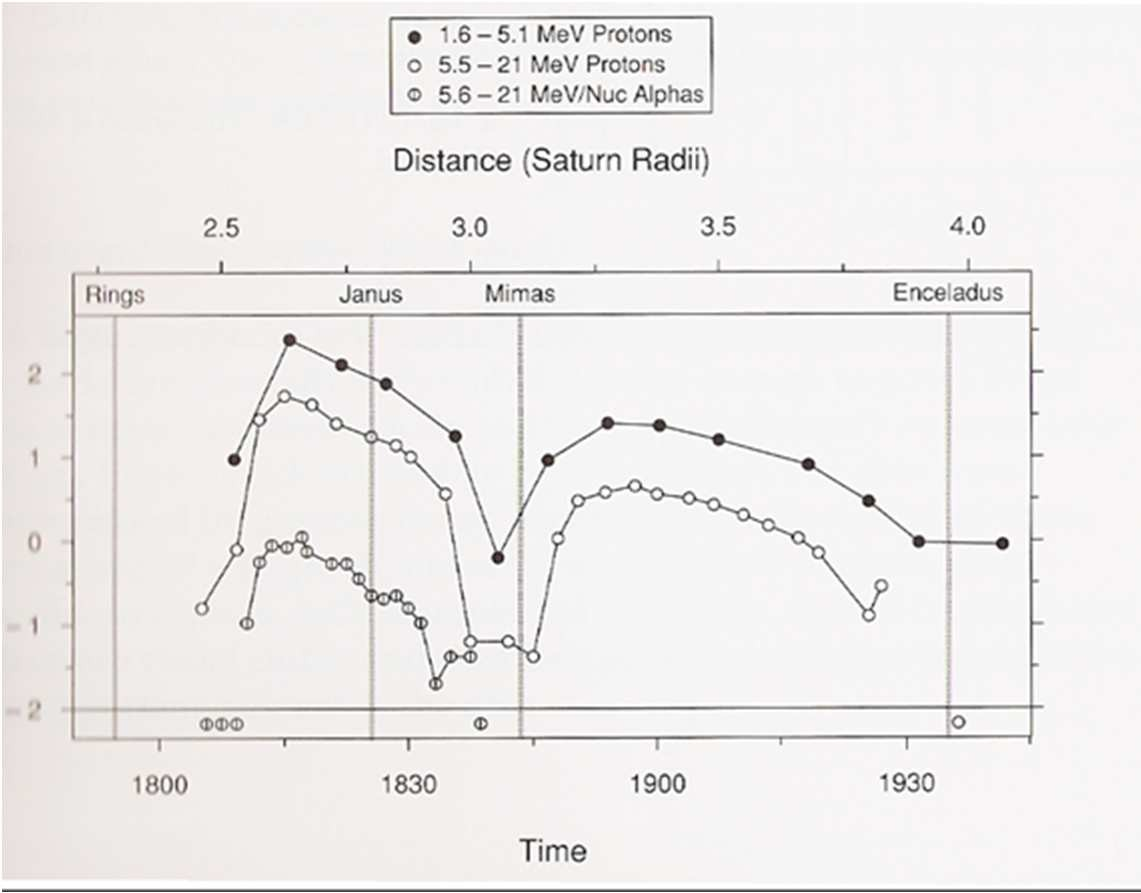 1.6 – 5.1 MeV Protons
5.5 – 21 MeV Protons
5.6 – 21 MeV/Nuc Alphas
Distance (Saturn Radii)
2.5 3.0 3.5 4.0
Rings Janus Mimas Enceladus
2
1
0
– 1
– 2
1800 1830 1900 1930
Time